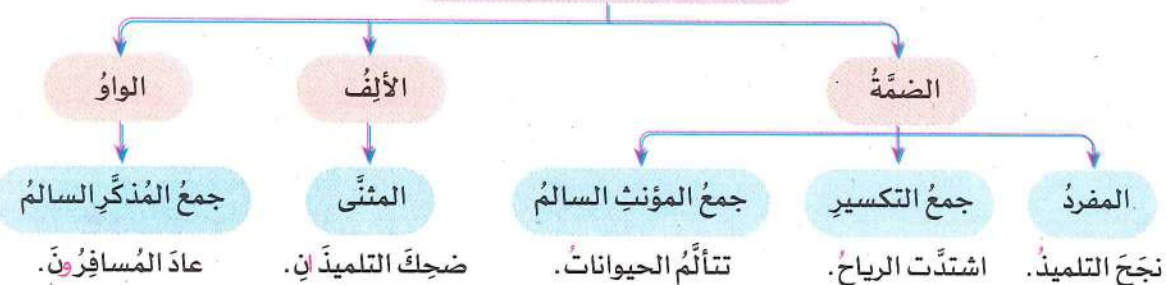 الضمَّةُ الألِفُ الواوُ
المفردُ جمعُ التكسيرِ جمعُ المؤنثِ السالمُ المثنَّى جمعُ المُذكَّرِ السالمُ
نجَحَ التلميذُ. اشتدَّت الرياحُ. تتألَّمُ الحيواناتُ. ضحِكَ التلميذَانِ. عادَ المُسافِرُونَ.